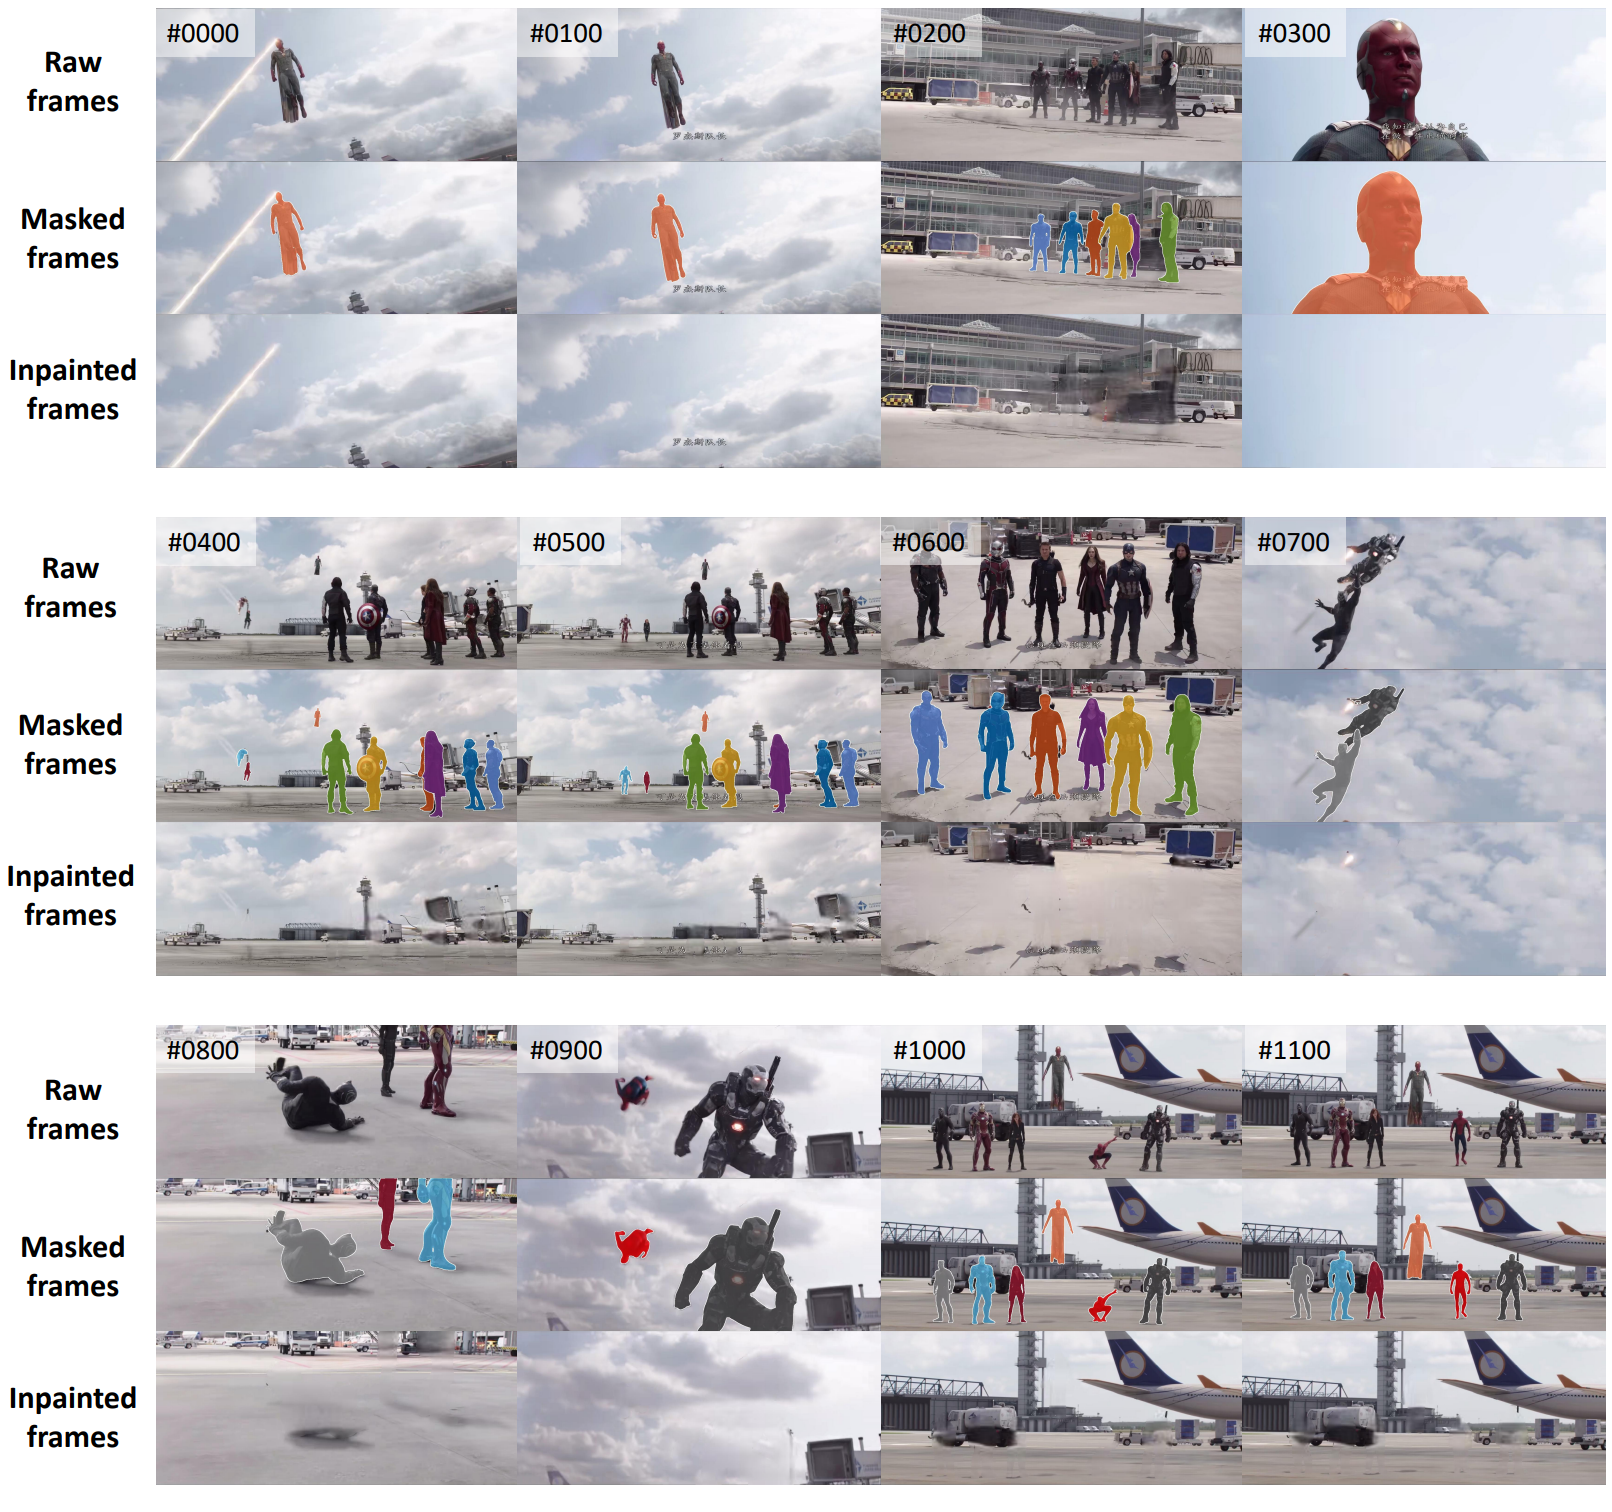 Raw
frames
#0000
#0100
#0200
#0300
Masked
frames
Inpainted
frames
Raw
frames
#0400
#0500
#0600
#0700
Masked
frames
Inpainted
frames
Raw
frames
#0800
#0900
#1000
#1100
Masked
frames
Inpainted
frames